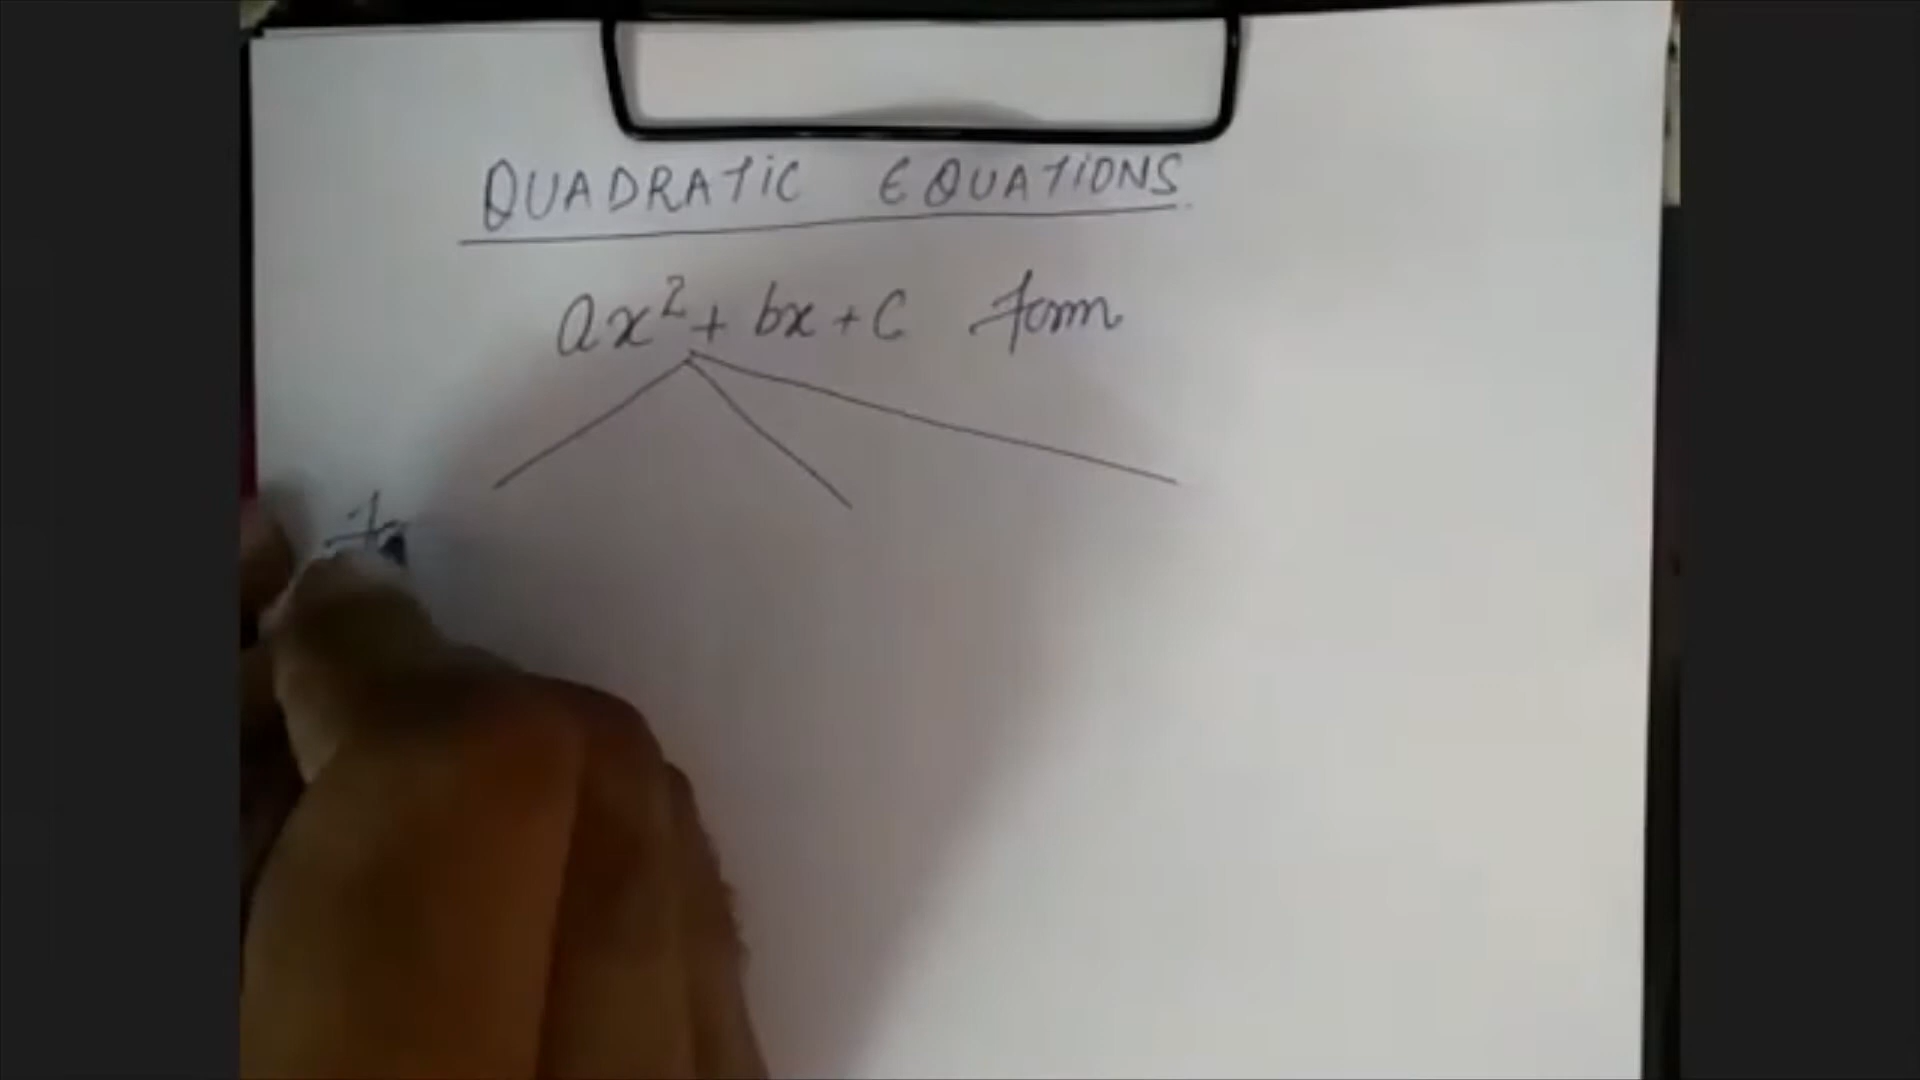 QUADRATIC EQUATIONS.
ax² + bx + c form